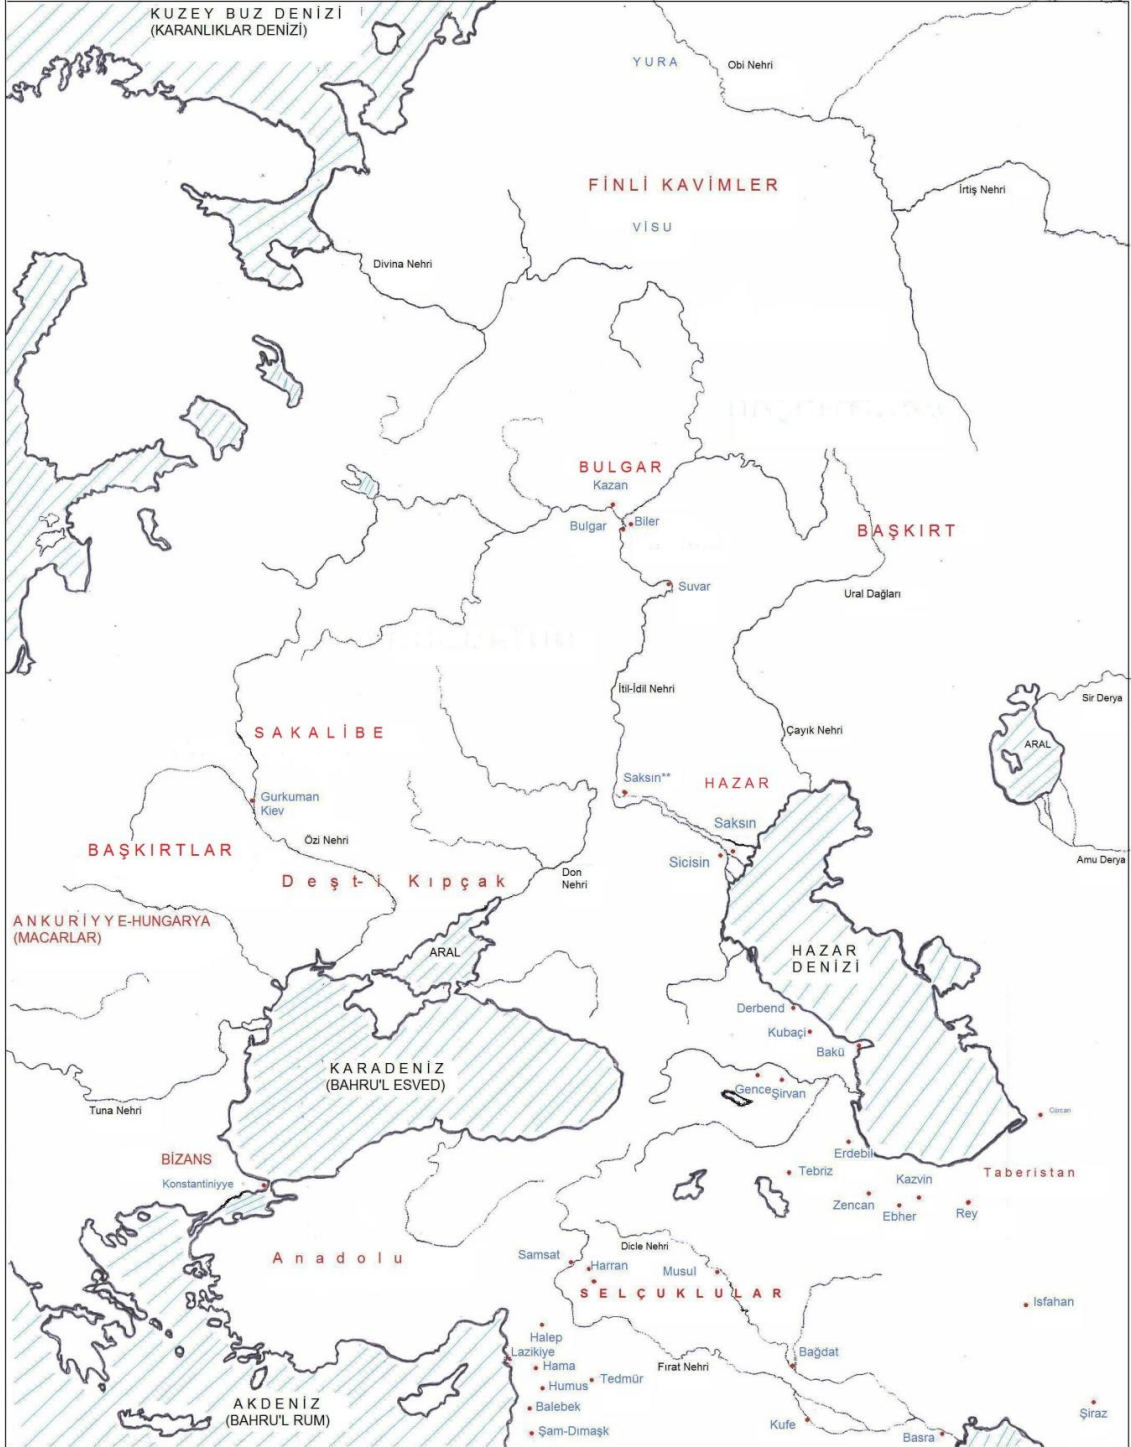 KUZEY BUZ DENİZİ
(KARANLIKLAR DENİZİ)
YURA
Obi Nehri
FİNLİ KAVİMLER
İrtiş Nehri
VİSU
Divina Nehri
BULGAR
Kazan
Bulgar
Biler
BAŞKIRT
Suvar
Ural Dağları
İtil-İdil Nehri
Sir Derya
SAKALİBE
Çayık Nehri
ARAL
Saksın**
HAZAR
Gurkuman
Kiev
Saksın
Özi Nehri
BAŞKIRTLAR
Sicisin
Amu Derya
Deşt-i Kıpçak
Don
Nehri
ANKURİYYE-HUNGARYA
(MACARLAR)
ARAL
HAZAR
DENİZİ
Derbend
Kubaçi
Bakü
KARADENİZ
(BAHRU'L ESVED)
Gence
Şirvan
Tuna Nehri
Cürcan
BİZANS
Erdebil
Konstantiniyye
Tebriz
Kazvin
Taberistan
Zencan
Ebher
Rey
Anadolu
Dicle Nehri
Samsat
Harran
Musul
SELÇUKLULAR
Isfahan
Halep
Lazikiye
Hama
Fırat Nehri
Bağdat
Humus
Tedmür
AKDENİZ
(BAHRU'L RUM)
Balebek
Şiraz
Kufe
Şam-Dımaşk
Basra